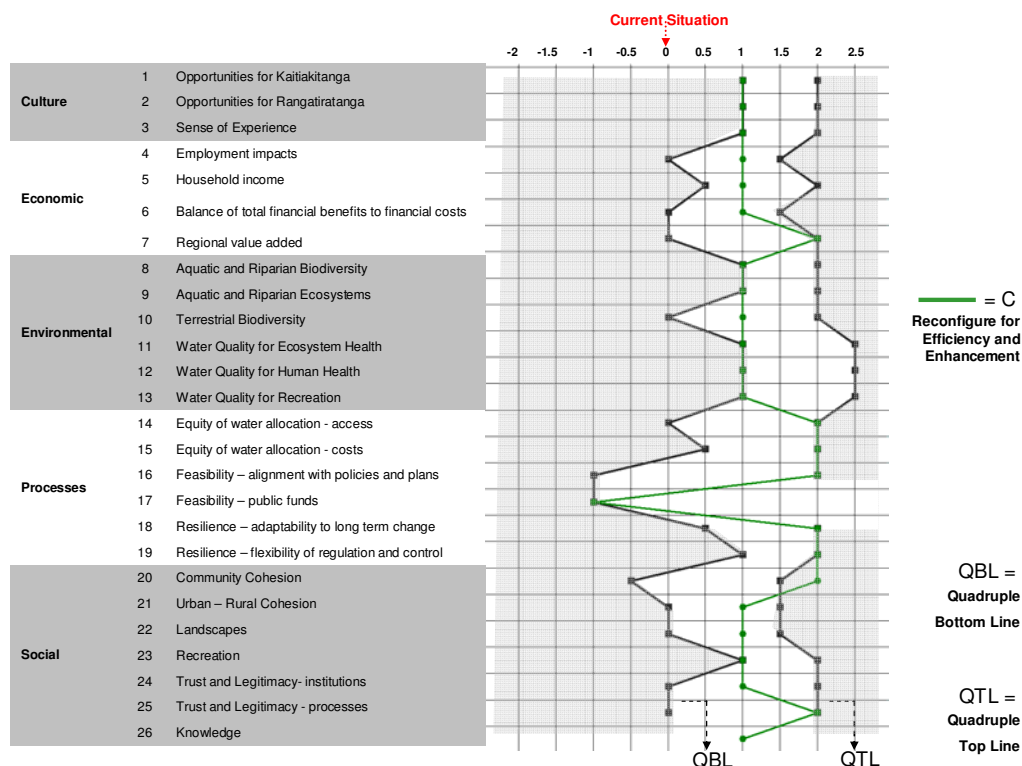 Current Situation
-2 -1.5 -1 -0.5 0 0.5 1 1.5 2 2.5
Culture
1 Opportunities for Kaitiakitanga
2 Opportunities for Rangatiratanga
3 Sense of Experience
Economic
4 Employment impacts
5 Household income
6 Balance of total financial benefits to financial costs
7 Regional value added
Environmental
8 Aquatic and Riparian Biodiversity
9 Aquatic and Riparian Ecosystems
10 Terrestrial Biodiversity
11 Water Quality for Ecosystem Health
12 Water Quality for Human Health
13 Water Quality for Recreation
Processes
14 Equity of water allocation - access
15 Equity of water allocation - costs
16 Feasibility – alignment with policies and plans
17 Feasibility – public funds
18 Resilience – adaptability to long term change
19 Resilience – flexibility of regulation and control
Social
20 Community Cohesion
21 Urban – Rural Cohesion
22 Landscapes
23 Recreation
24 Trust and Legitimacy- institutions
25 Trust and Legitimacy - processes
26 Knowledge
= C
Reconfigure for
Efficiency and
Enhancement
QBL =
Quadruple
Bottom Line
QTL =
Quadruple
Top Line
QBL
QTL